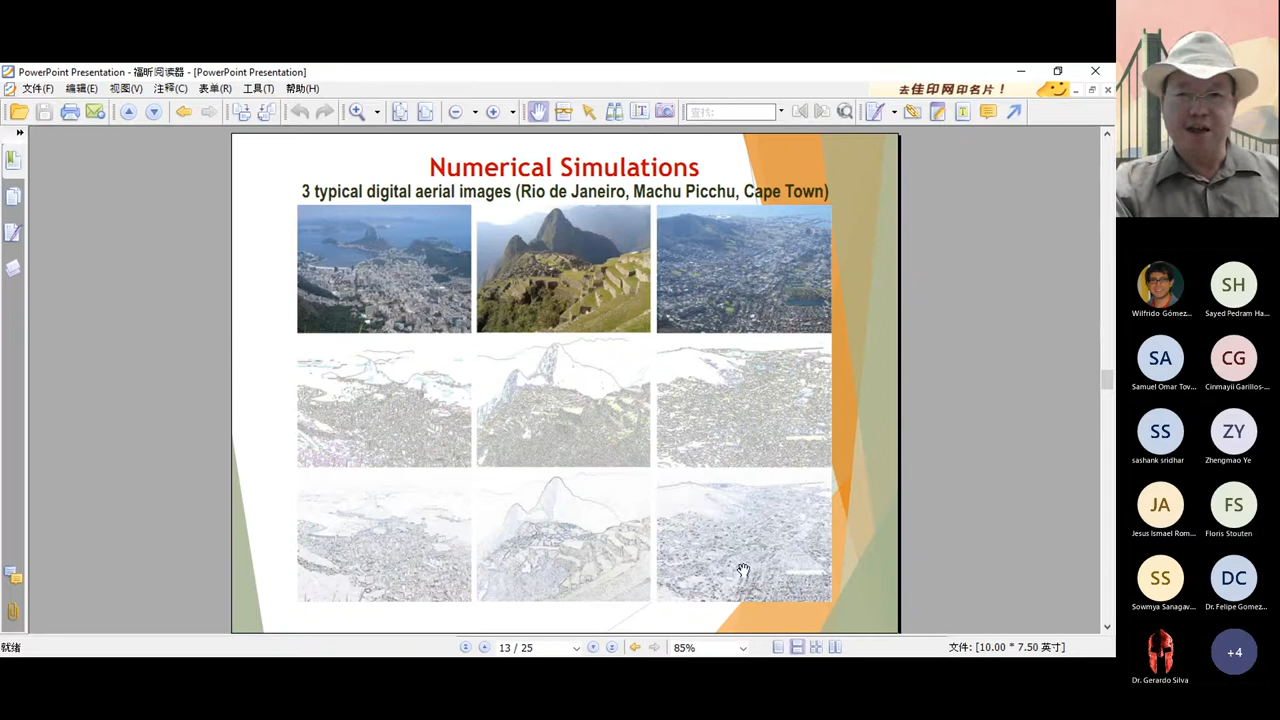 PowerPoint Presentation - 福昕阅读器 - [PowerPoint Presentation]
文件(F) 编辑(E) 视图(V) 注释(C) 表单(R) 工具(T) 帮助(H)
去佳印网印名片！
查找:
Numerical Simulations
3 typical digital aerial images (Rio de Janeiro, Machu Picchu, Cape Town)
就绪
13 / 25
85%
文件: [10.00 * 7.50 英寸]
Wilfrido Gómez...
SH
Sayed Pedram Ha...
SA
Samuel Omar Tov...
CG
Cinmayii Garillos-...
SS
sashank sridhar
ZY
Zhengmao Ye
JA
Jesus Ismael Rom...
FS
Floris Stouten
SS
Sowmya Sanagav...
DC
Dr. Felipe Gomez...
Dr. Gerardo Silva
+4